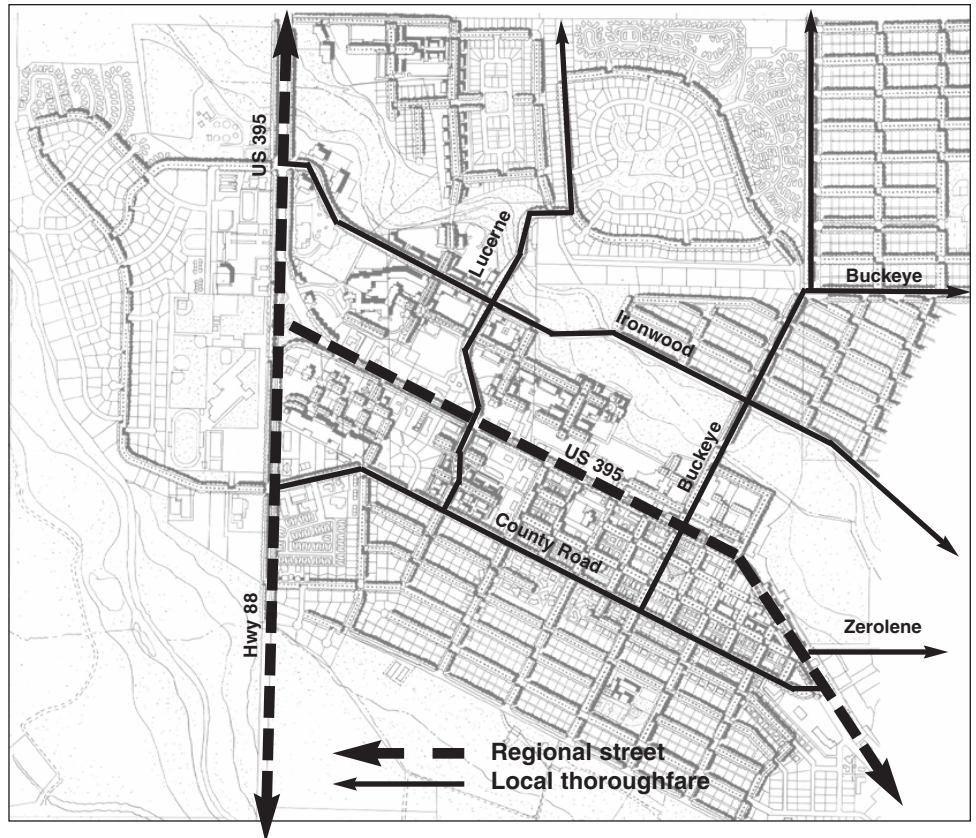 US 395
Lucerne
Buckeye
Ironwood
US 395
Buckeye
County Road
Hwy 88
Zerolene
Regional street
Local thoroughfare